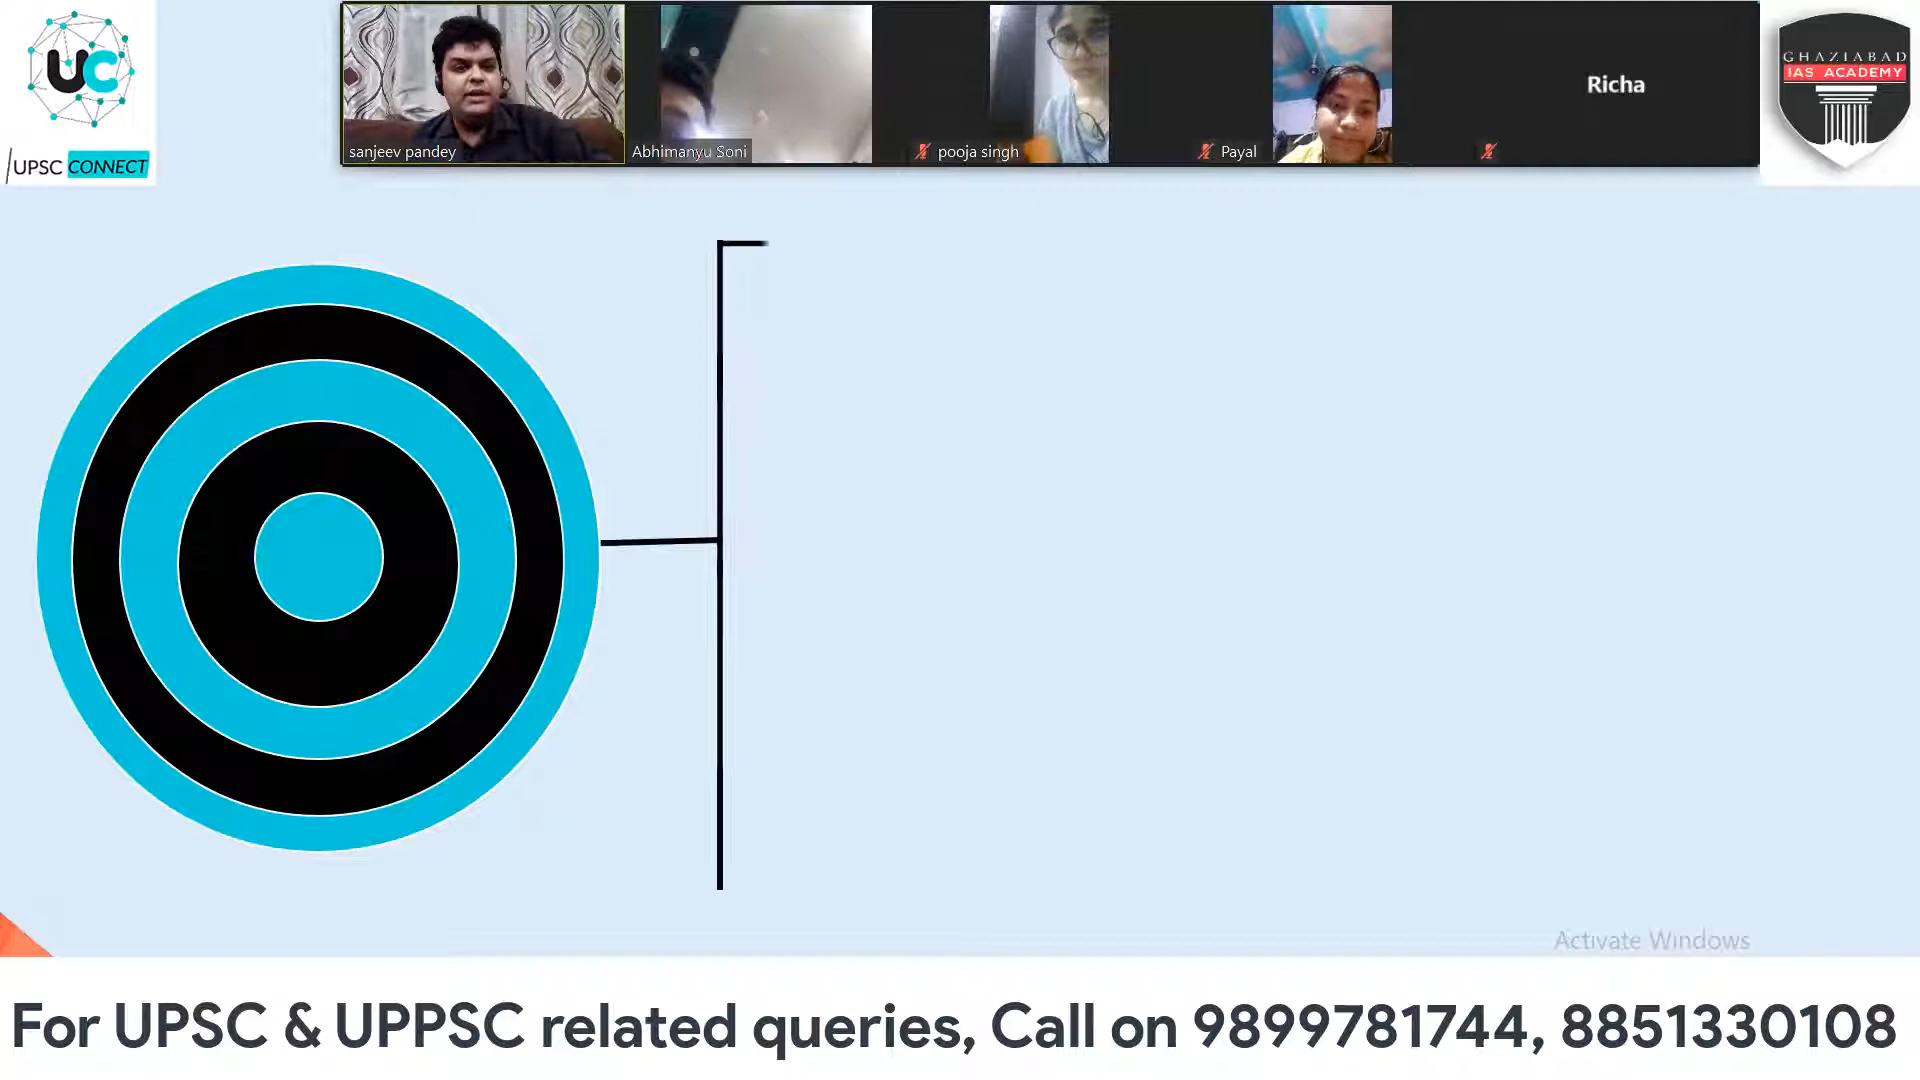 UC
UPSC CONNECT
sanjeev pandey
Abhimanyu Soni
pooja singh
Payal
Richa
GHAZIABAD
IAS ACADEMY
Activate Windows
For UPSC & UPPSC related queries, Call on 9899781744, 8851330108